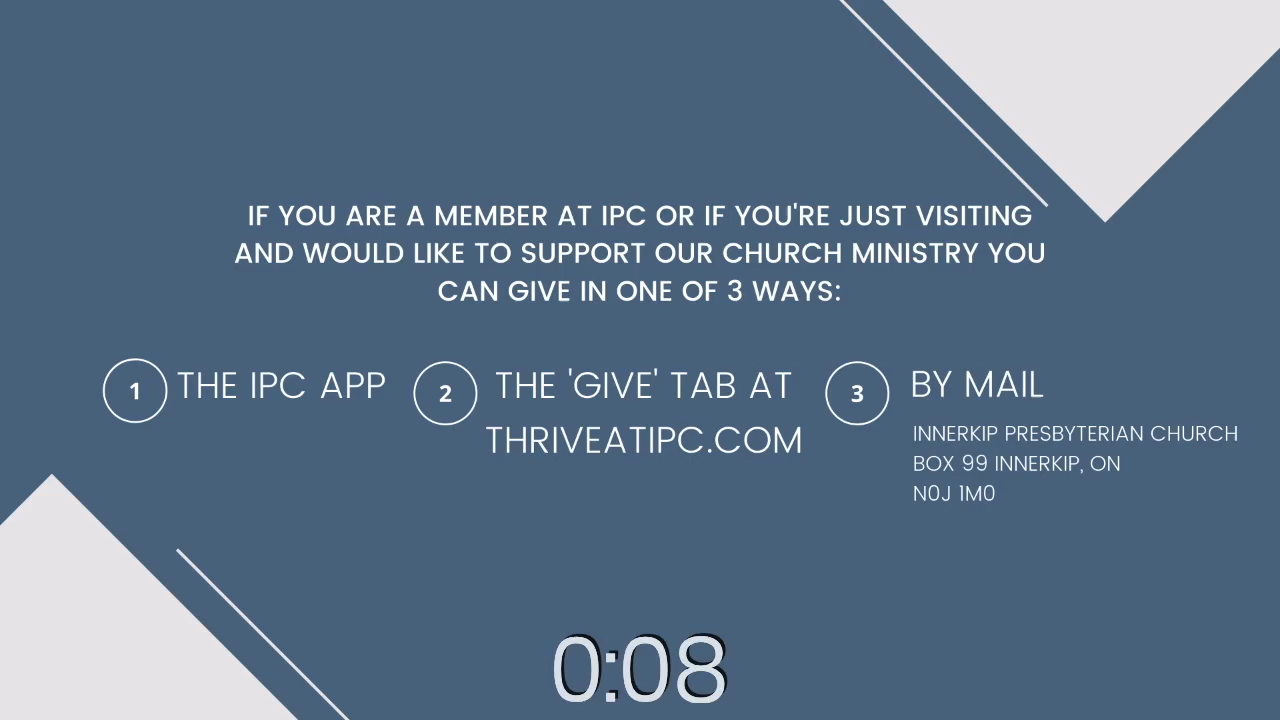 IF YOU ARE A MEMBER AT IPC OR IF YOU'RE JUST VISITING
AND WOULD LIKE TO SUPPORT OUR CHURCH MINISTRY YOU
CAN GIVE IN ONE OF 3 WAYS:
1 THE IPC APP
2 THE 'GIVE' TAB AT
THRIVEATIPC.COM
3 BY MAIL
INNERKIP PRESBYTERIAN CHURCH
BOX 99 INNERKIP, ON
N0J 1M0
0:08